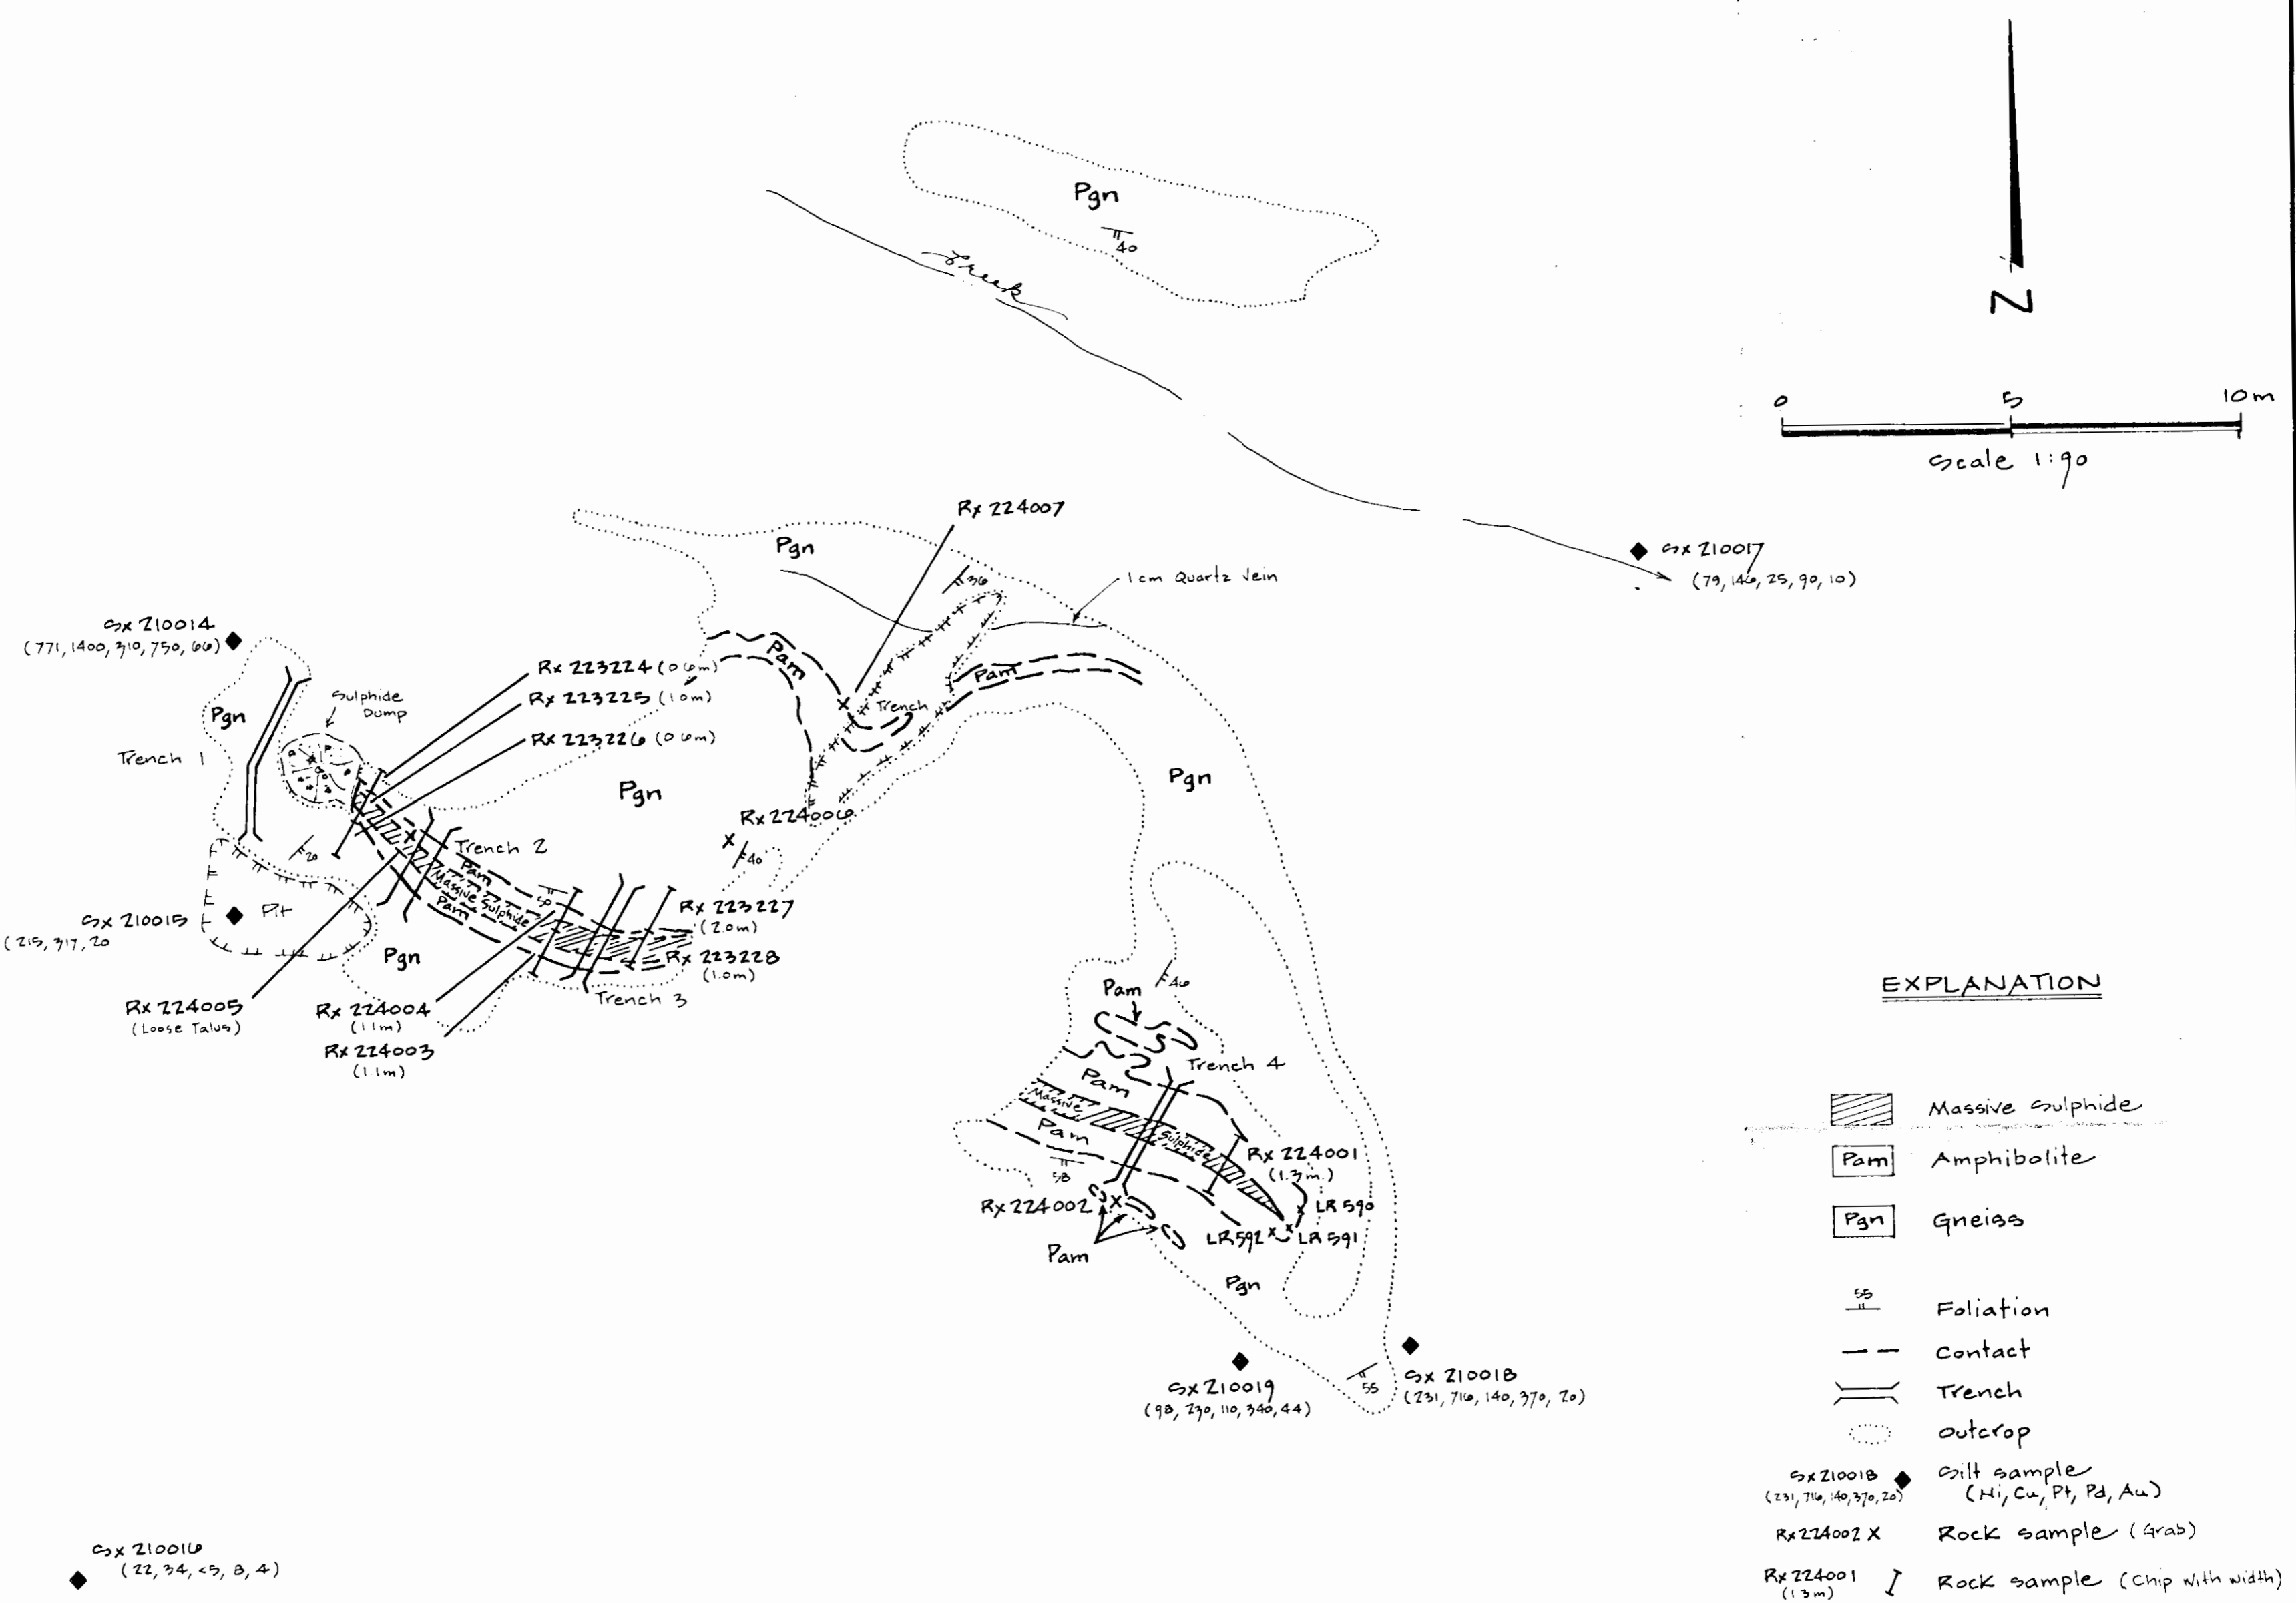 Pgn
40
Creek
N
0 5 10m
Scale 1:90
Rx 224007
Pgn
36
1cm Quartz Vein
Sx 210017
(79, 146, 25, 90, 10)
Sx 210014
(771, 1400, 310, 750, 66)
Pam
Pam
Trench
Rx 223224 (0.6m)
Rx 223225 (1.0m)
Rx 223226 (0.6m)
Sulphide
Dump
Pgn
Trench 1
Pgn
Pgn
Rx 224006
40
20
Trench 2
Pam
Massive Sulphide
Pam
Sx 210015
(215, 317, 20
Pit
Pgn
Rx 223227
(2.0m)
Rx 223228
(1.0m)
Trench 3
Rx 224005
(Loose Talus)
Rx 224004
(1.1m)
Rx 224003
(1.1m)
Pam
46
Trench 4
Pam
Massive
Sulphide
Pam
58
Rx 224001
(1.3m)
Rx 224002
Pam
LR 590
LR 592
LR 591
Pgn
55
Sx 210019
(98, 230, 110, 340, 44)
Sx 210018
(231, 716, 140, 370, 20)
Sx 210016
(22, 34, <5, 8, 4)
EXPLANATION
Massive Sulphide
Pam Amphibolite
Pgn Gneiss
55 Foliation
Contact
Trench
Outcrop
Sx 210018 Silt sample
(231, 716, 140, 370, 20) (Ni, Cu, Pt, Pd, Au)
Rx 224002 X Rock sample (Grab)
Rx 224001 Rock sample (Chip with width)
(1.3m)